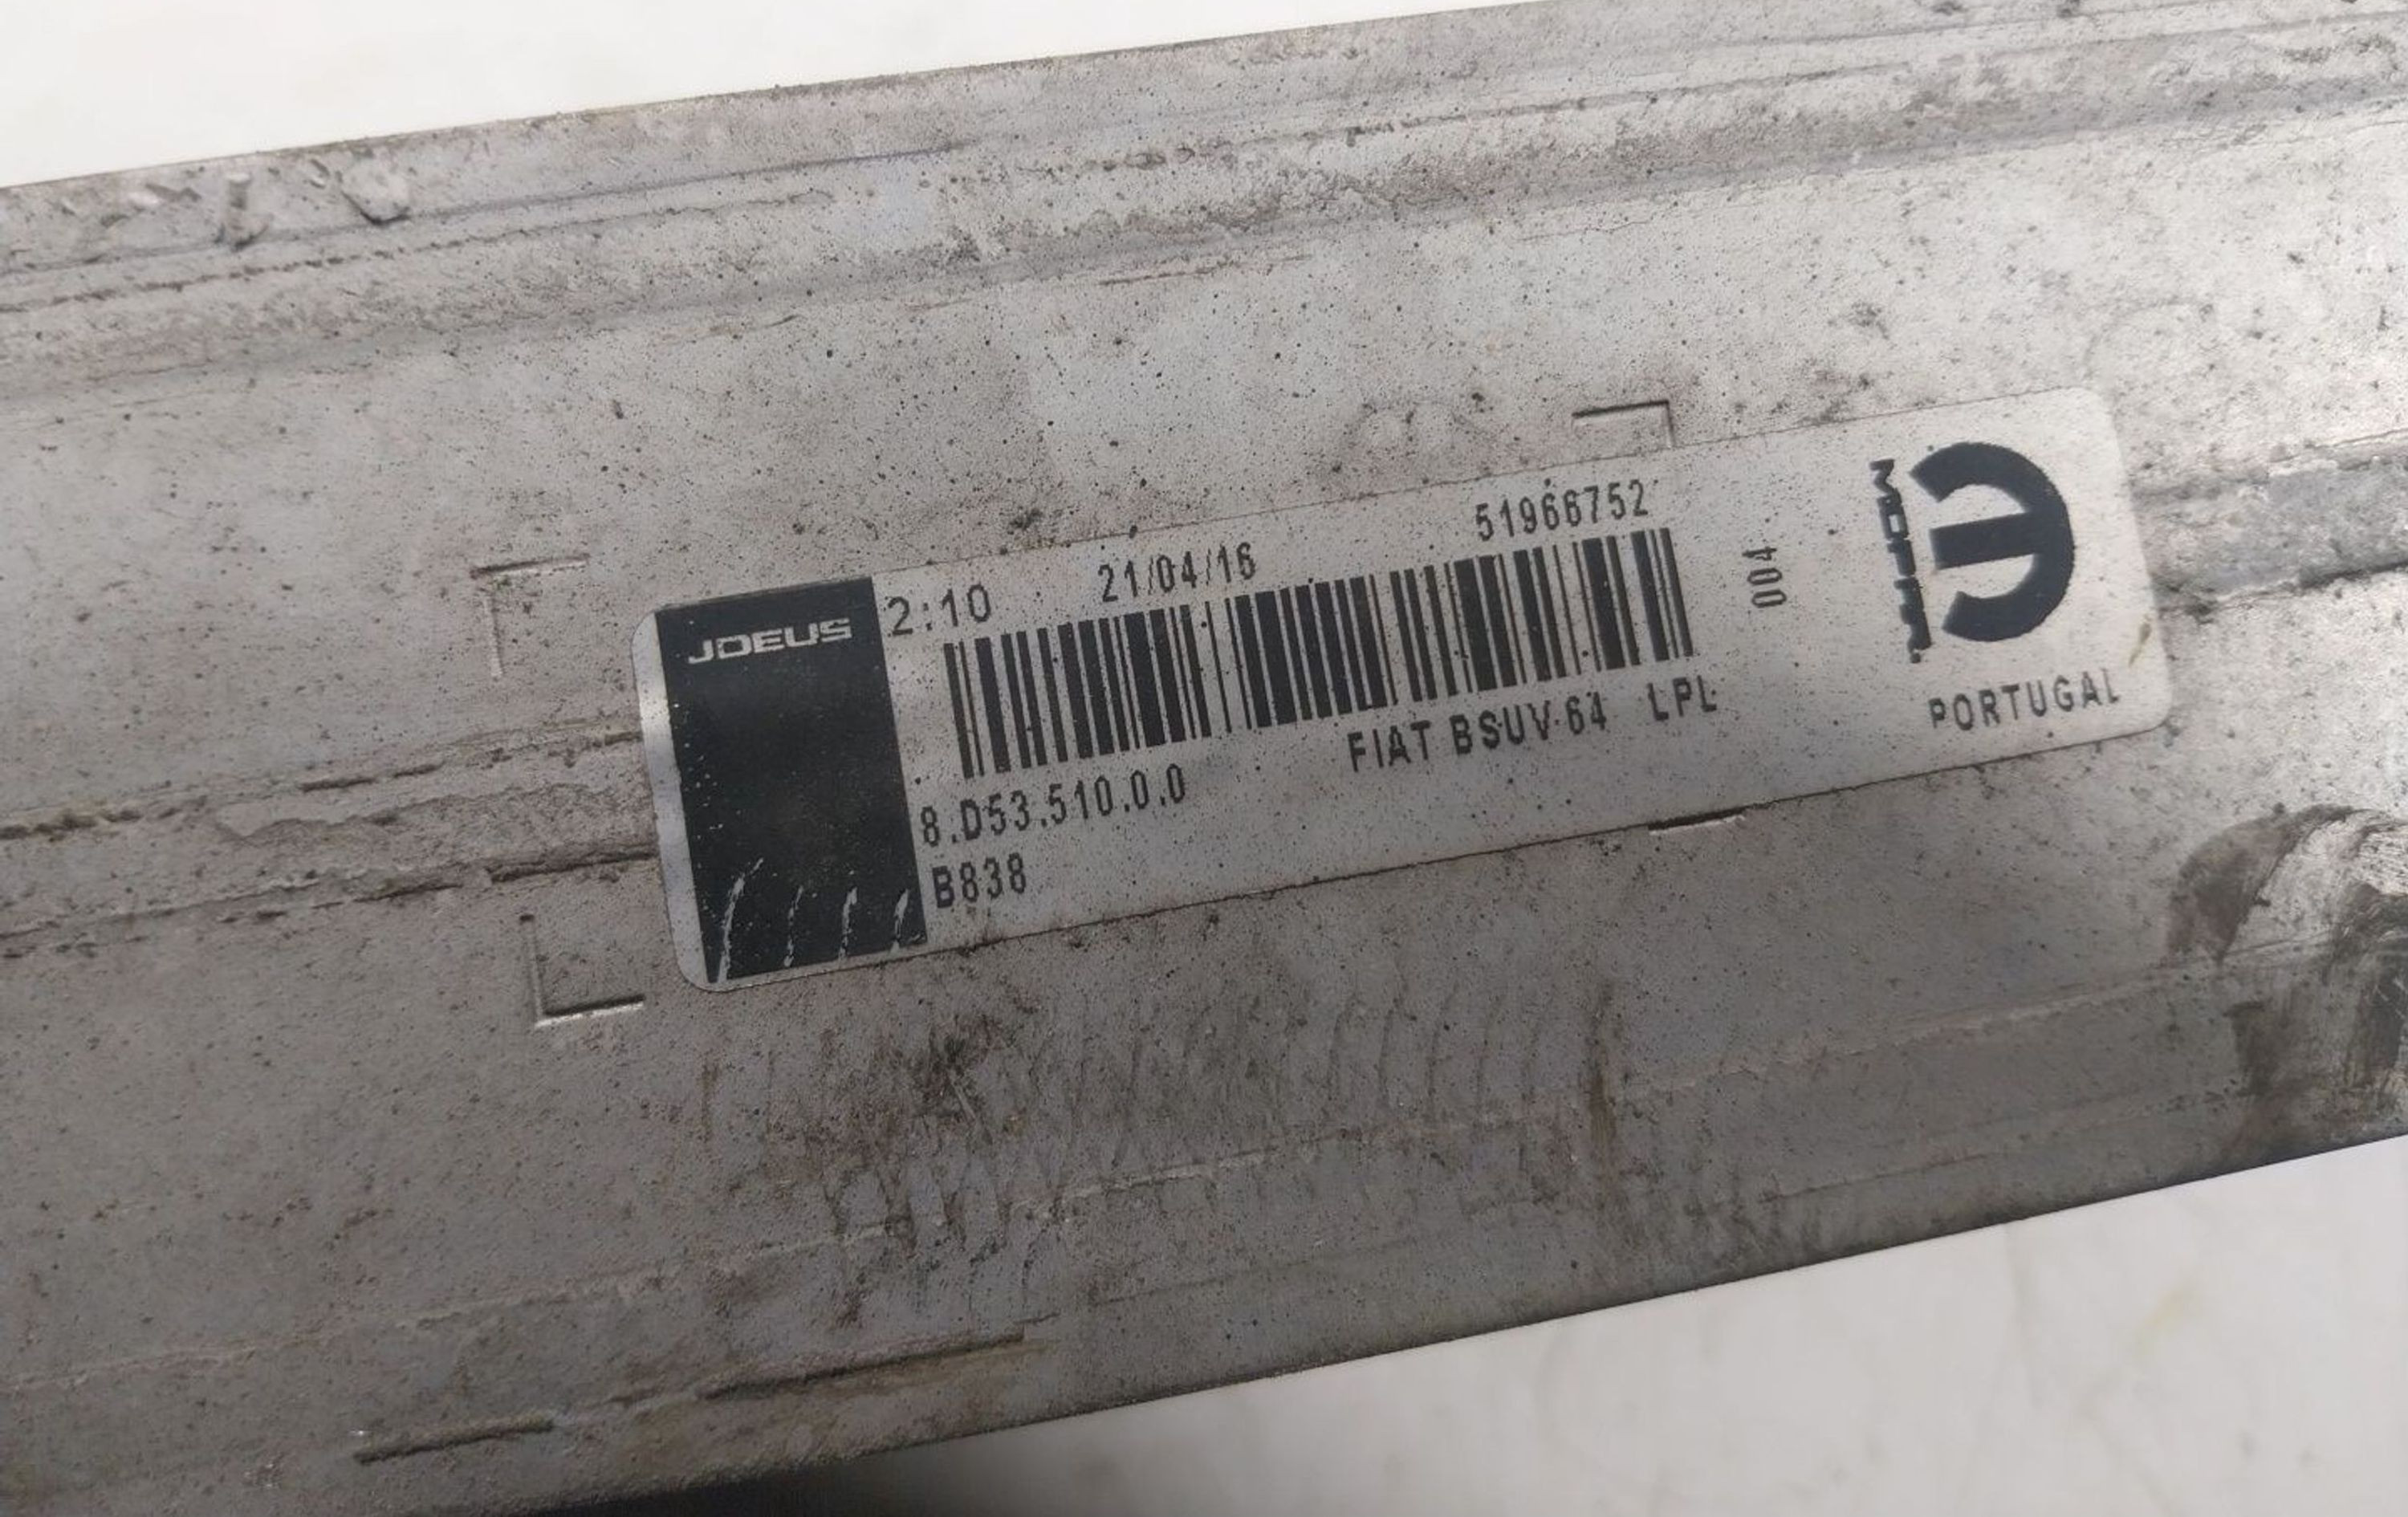 JDEUS
2:10 21/04/16 51966752
004
MOPAR.
8.D53.510.0.0 FIAT BSUV 64 LPL
B838
PORTUGAL